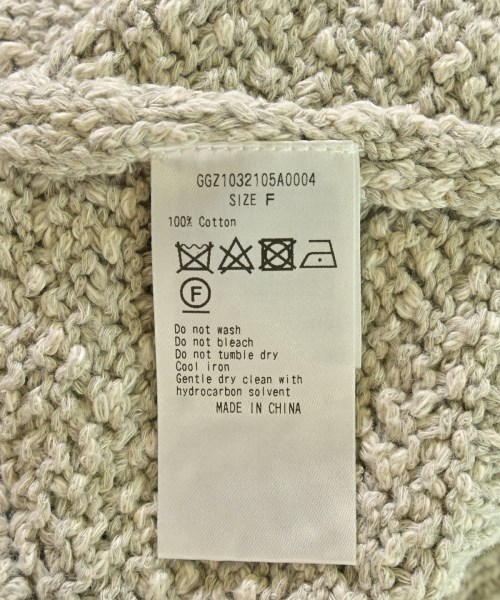 GGZ1032105A0004
SIZE F
100% Cotton
F
Do not wash
Do not bleach
Do not tumble dry
Cool iron
Gentle dry clean with
hydrocarbon solvent
MADE IN CHINA